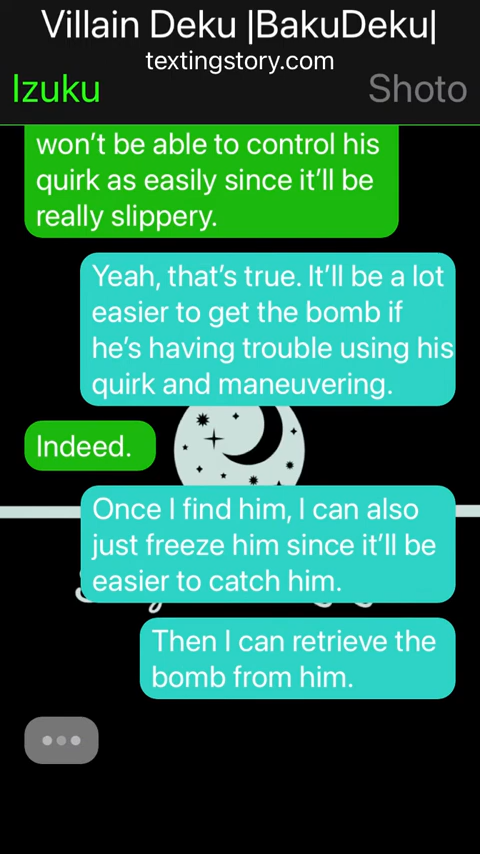 Villain Deku |BakuDeku|
textingstory.com
Izuku
Shoto
won't be able to control his
quirk as easily since it'll be
really slippery.
Yeah, that's true. It'll be a lot
easier to get the bomb if
he's having trouble using his
quirk and maneuvering.
Indeed.
Once I find him, I can also
just freeze him since it'll be
easier to catch him.
Then I can retrieve the
bomb from him.